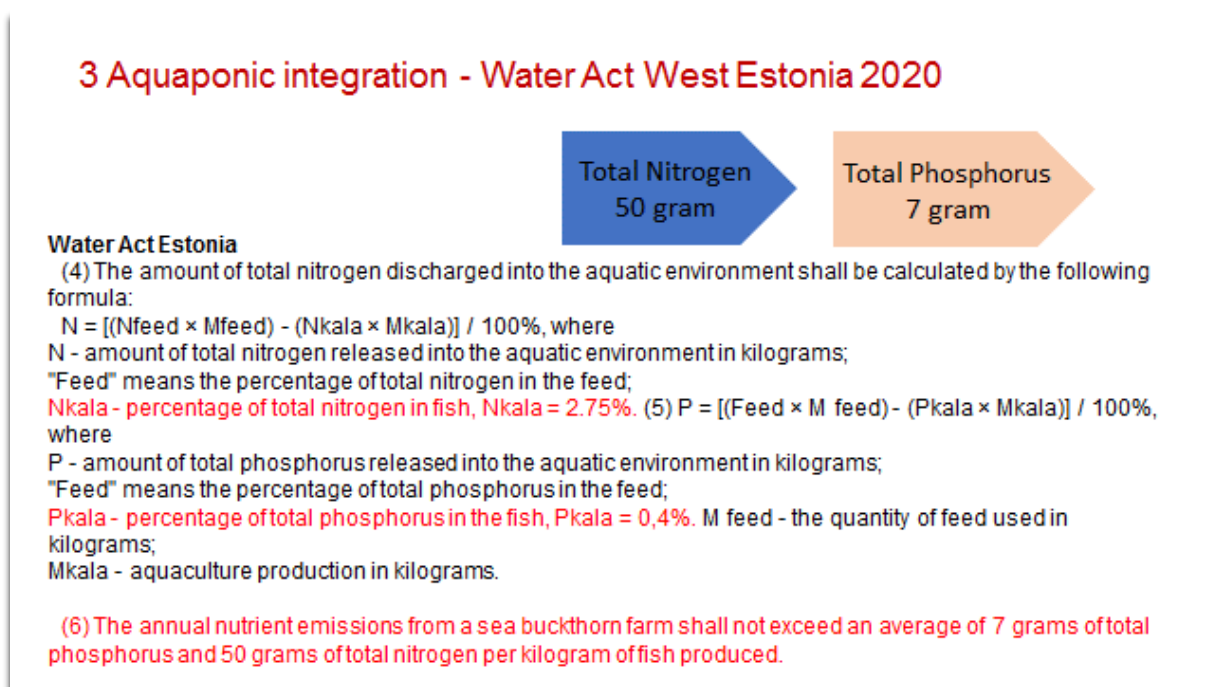 3 Aquaponic integration - Water Act West Estonia 2020
Total Nitrogen
50 gram
Total Phosphorus
7 gram
Water Act Estonia
(4) The amount of total nitrogen discharged into the aquatic environment shall be calculated by the following
formula:
N = [(Nfeed × Mfeed) - (Nkala × Mkala)] / 100%, where
N - amount of total nitrogen released into the aquatic environment in kilograms;
"Feed" means the percentage of total nitrogen in the feed;
Nkala - percentage of total nitrogen in fish, Nkala = 2.75%. (5) P = [(Feed × M feed) - (Pkala × Mkala)] / 100%,
where
P - amount of total phosphorus released into the aquatic environment in kilograms;
"Feed" means the percentage of total phosphorus in the feed;
Pkala - percentage of total phosphorus in the fish, Pkala = 0,4%. M feed - the quantity of feed used in
kilograms;
Mkala - aquaculture production in kilograms.
(6) The annual nutrient emissions from a sea buckthorn farm shall not exceed an average of 7 grams of total
phosphorus and 50 grams of total nitrogen per kilogram of fish produced.